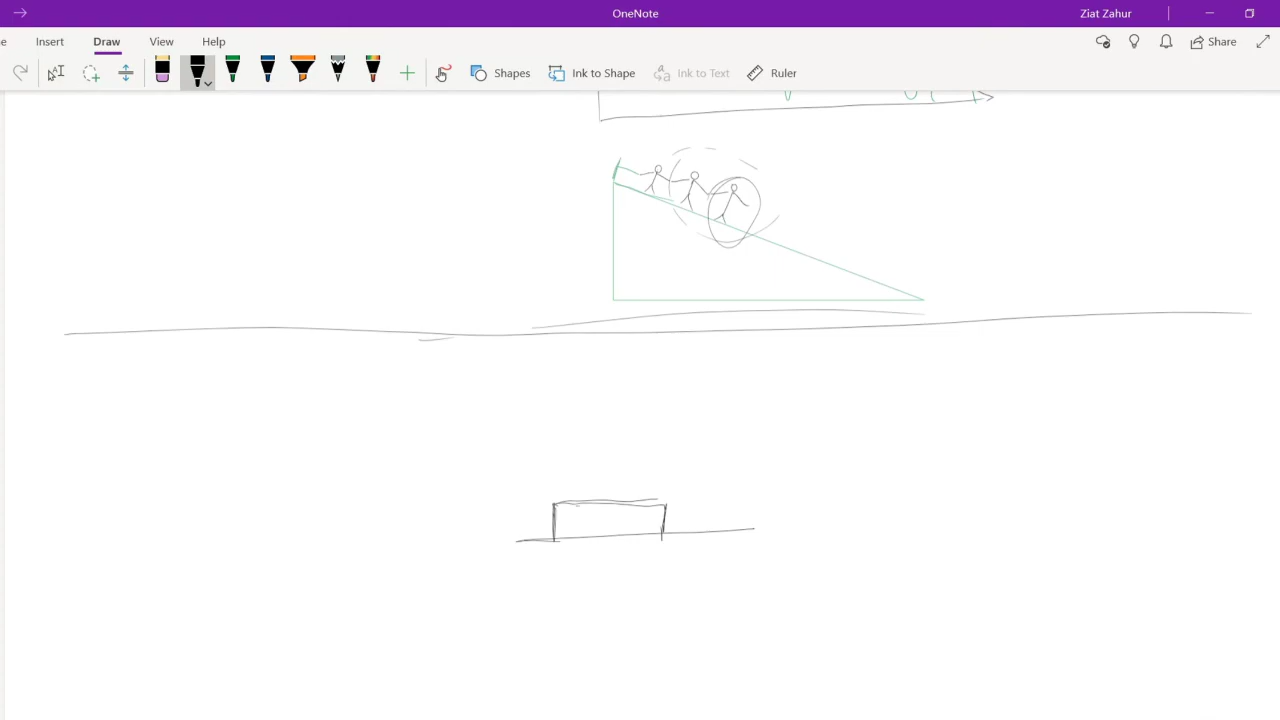 OneNote
Ziat Zahur
Insert Draw View Help
Share
Shapes Ink to Shape Ink to Text Ruler